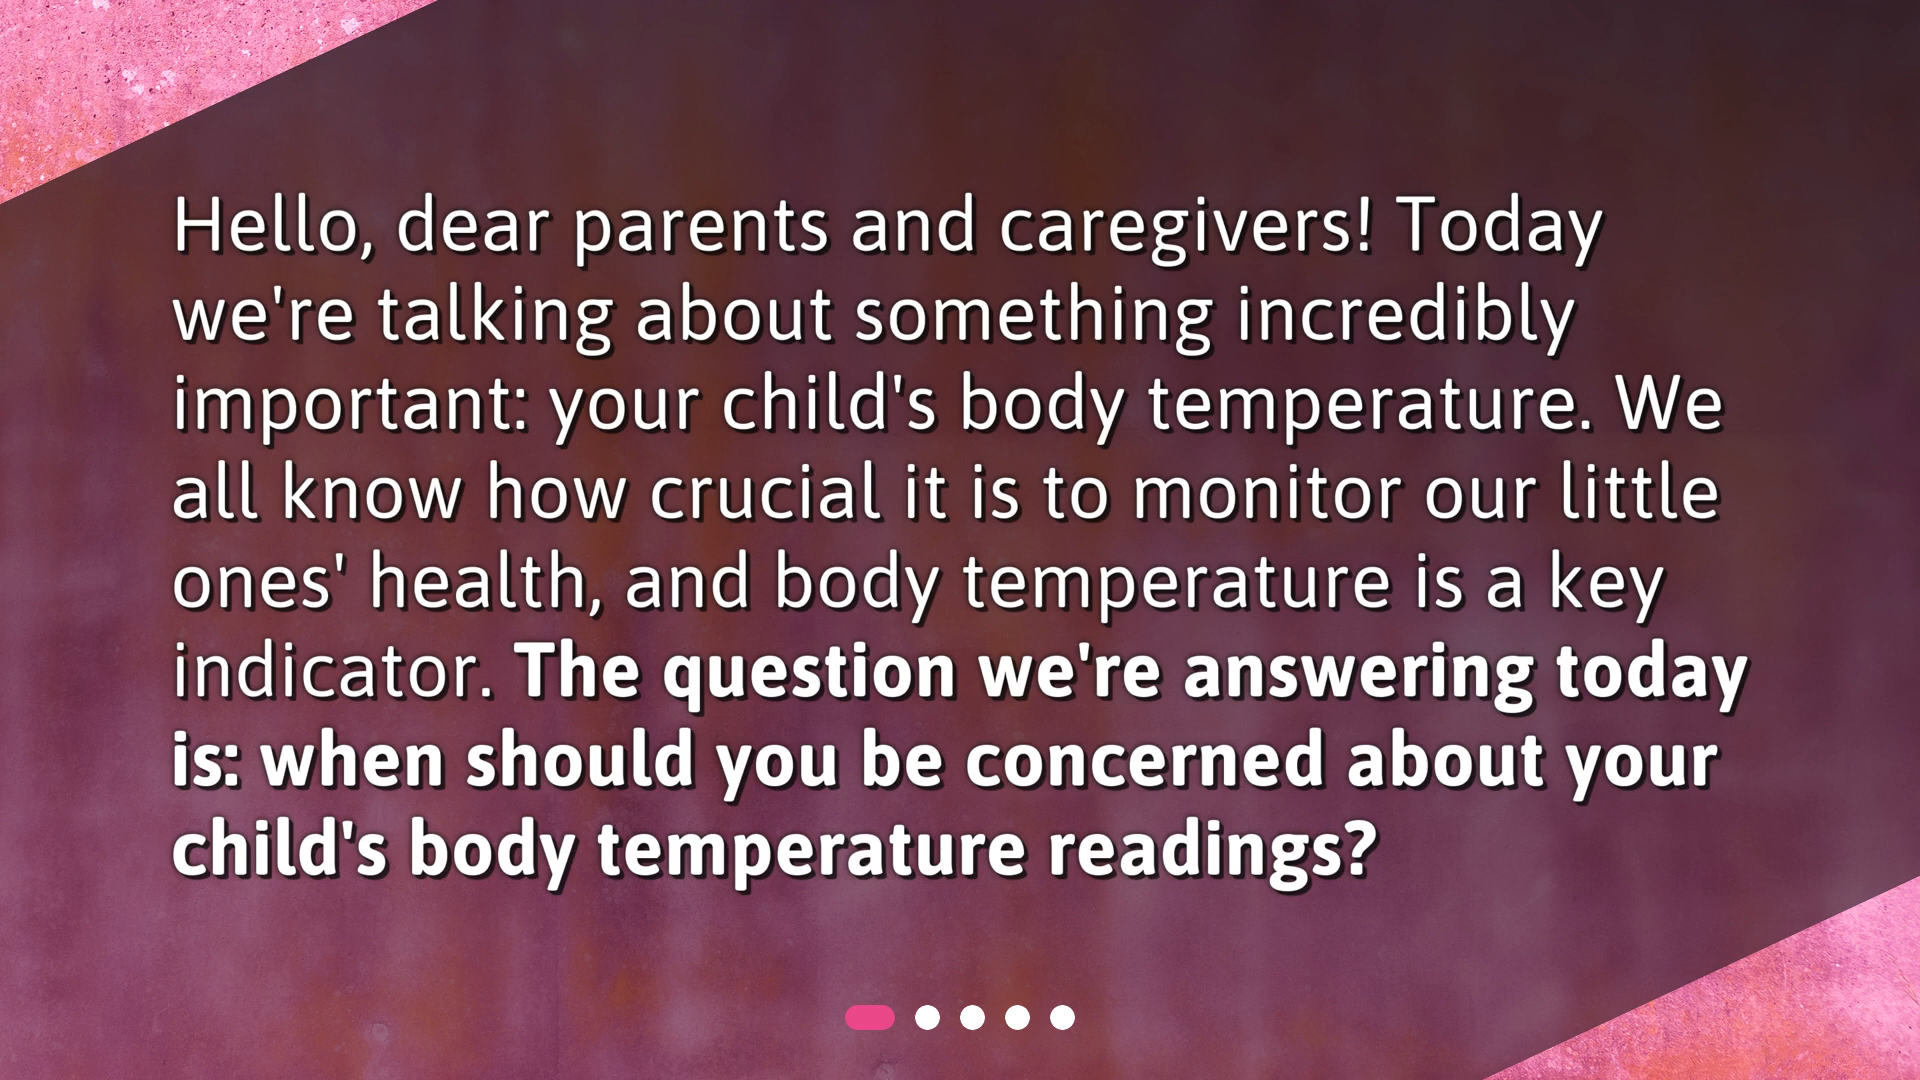 Hello, dear parents and caregivers! Today
we're talking about something incredibly
important: your child's body temperature. We
all know how crucial it is to monitor our little
ones' health, and body temperature is a key
indicator. The question we're answering today
is: when should you be concerned about your
child's body temperature readings?